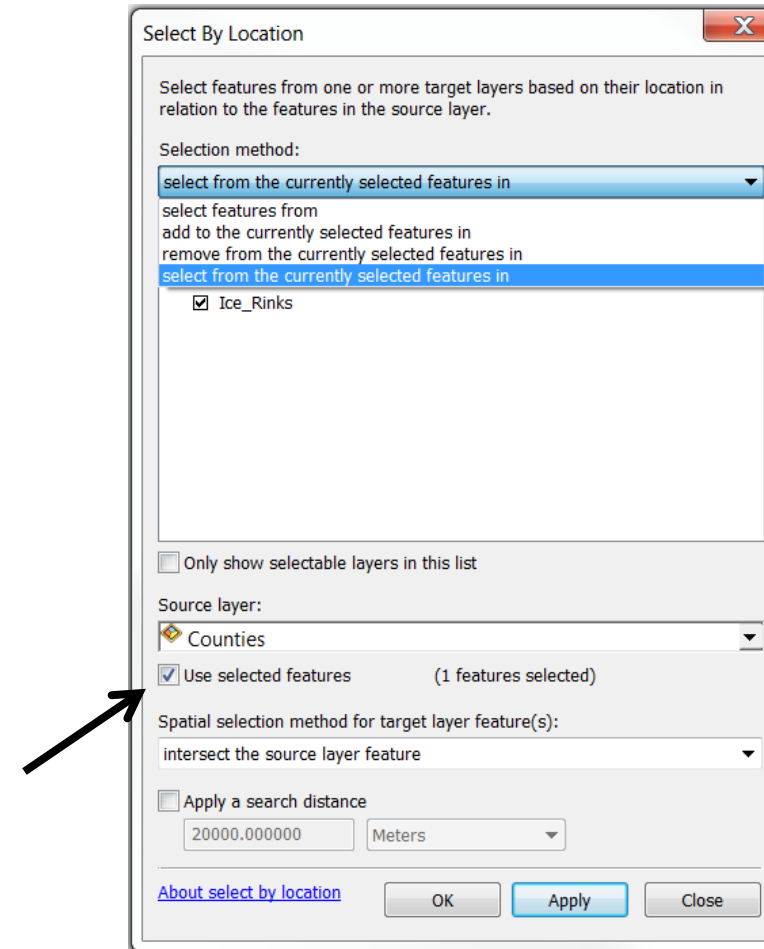 Select By Location
Select features from one or more target layers based on their location in
relation to the features in the source layer.
Selection method:
select from the currently selected features in
select features from
add to the currently selected features in
remove from the currently selected features in
select from the currently selected features in
Ice_Rinks
Only show selectable layers in this list
Source layer:
Counties
Use selected features (1 features selected)
Spatial selection method for target layer feature(s):
intersect the source layer feature
Apply a search distance
20000.000000 Meters
About select by location OK Apply Close